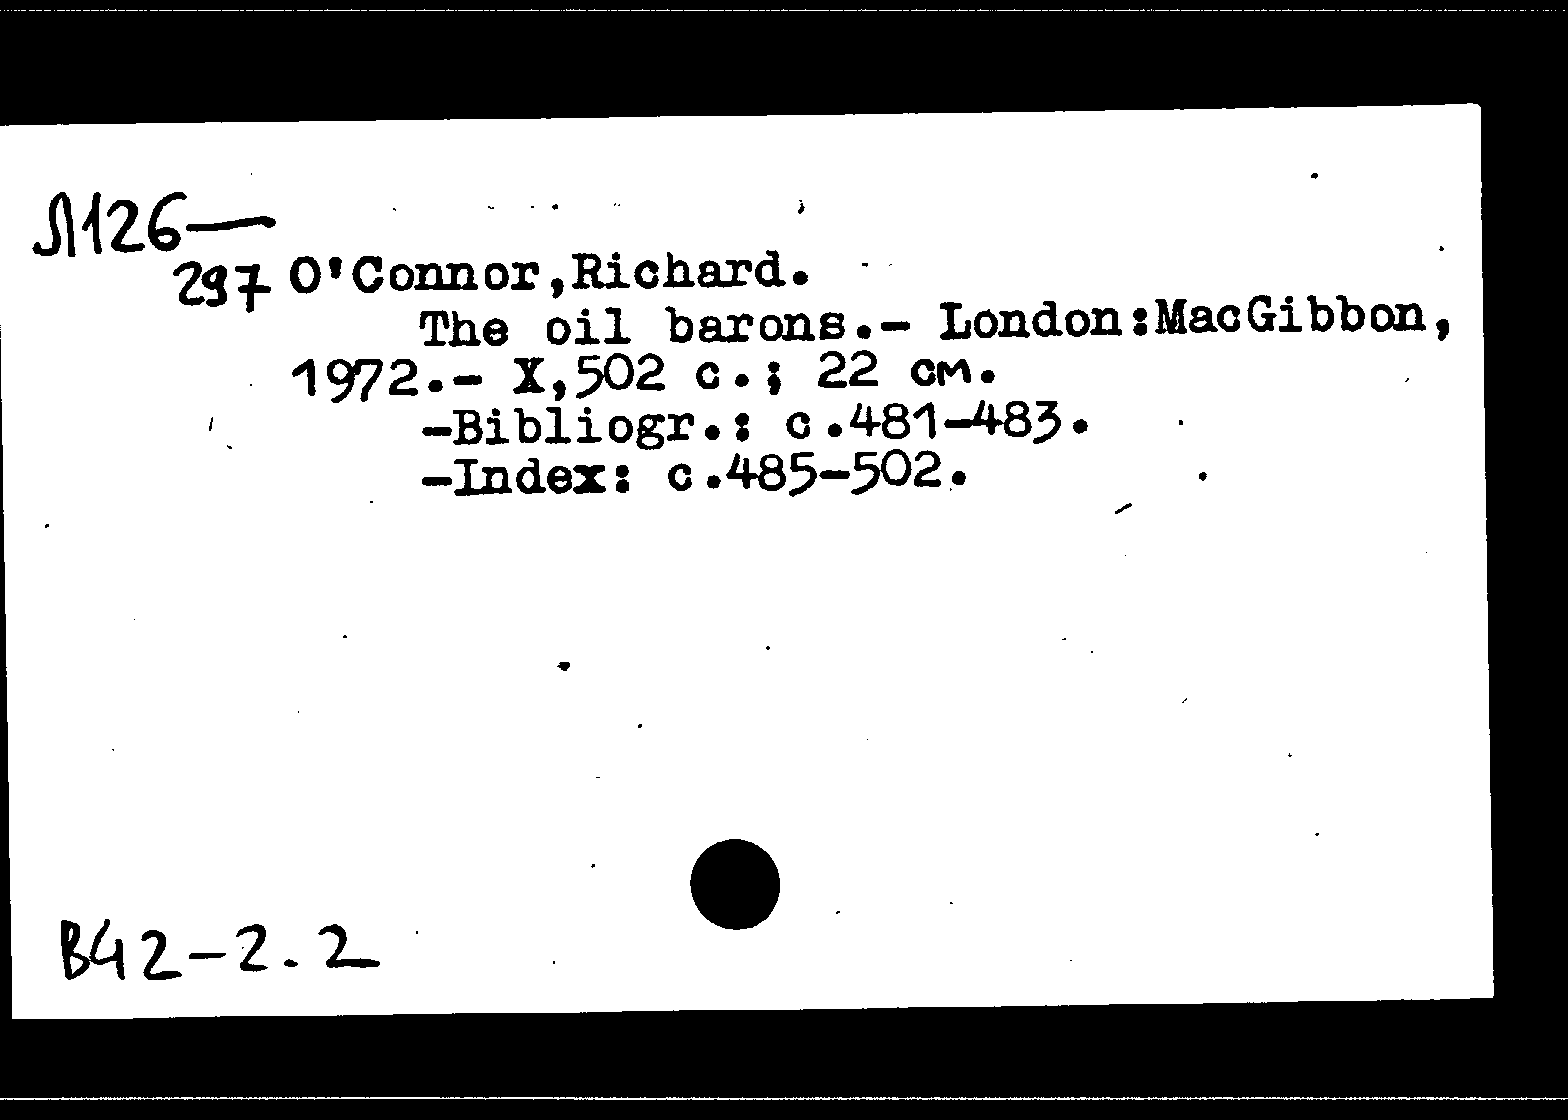 Л126—
297 O'Connor,Richard.
The oil barons.- London:MacGibbon,
1972.- X,502 с.; 22 см.
-Bibliogr.: с.481-483.
-Index: с.485-502.
В42-2.2